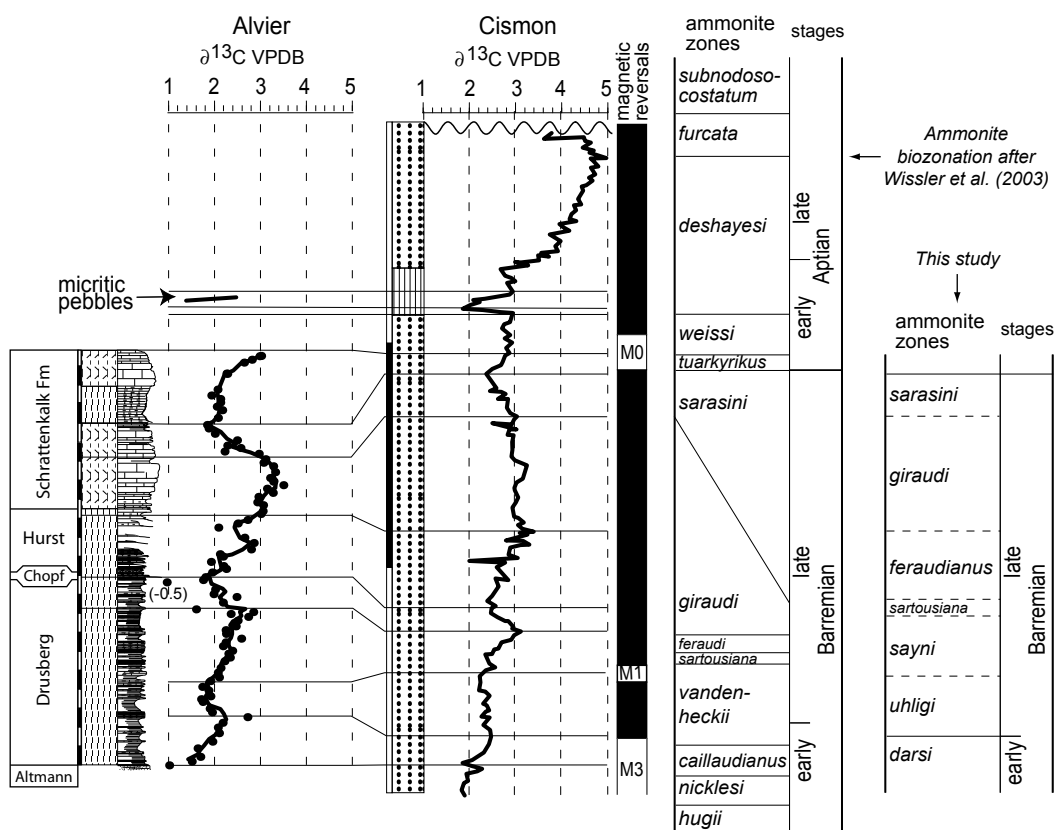 Alvier
∂13C VPDB
1 2 3 4 5
Cismon
∂13C VPDB
1 2 3 4 5
magnetic
reversals
ammonite
zones
stages
subnodoso-
costatum
furcata
deshayesi
weissi
tuarkyrikus
sarasini
giraudi
feraudi
sartousiana
vanden-
heckii
caillaudianus
nicklesi
hugii
late
early
Aptian
late
early
Barremian
Ammonite
biozonation after
Wissler et al. (2003)
This study
ammonite
zones
stages
sarasini
giraudi
feraudianus
sartousiana
sayni
uhligi
darsi
late
early
Barremian
micritic
pebbles
Schrattenkalk Fm
Hurst
Chopf
Drusberg
Altmann
(-0.5)
M0
M1
M3